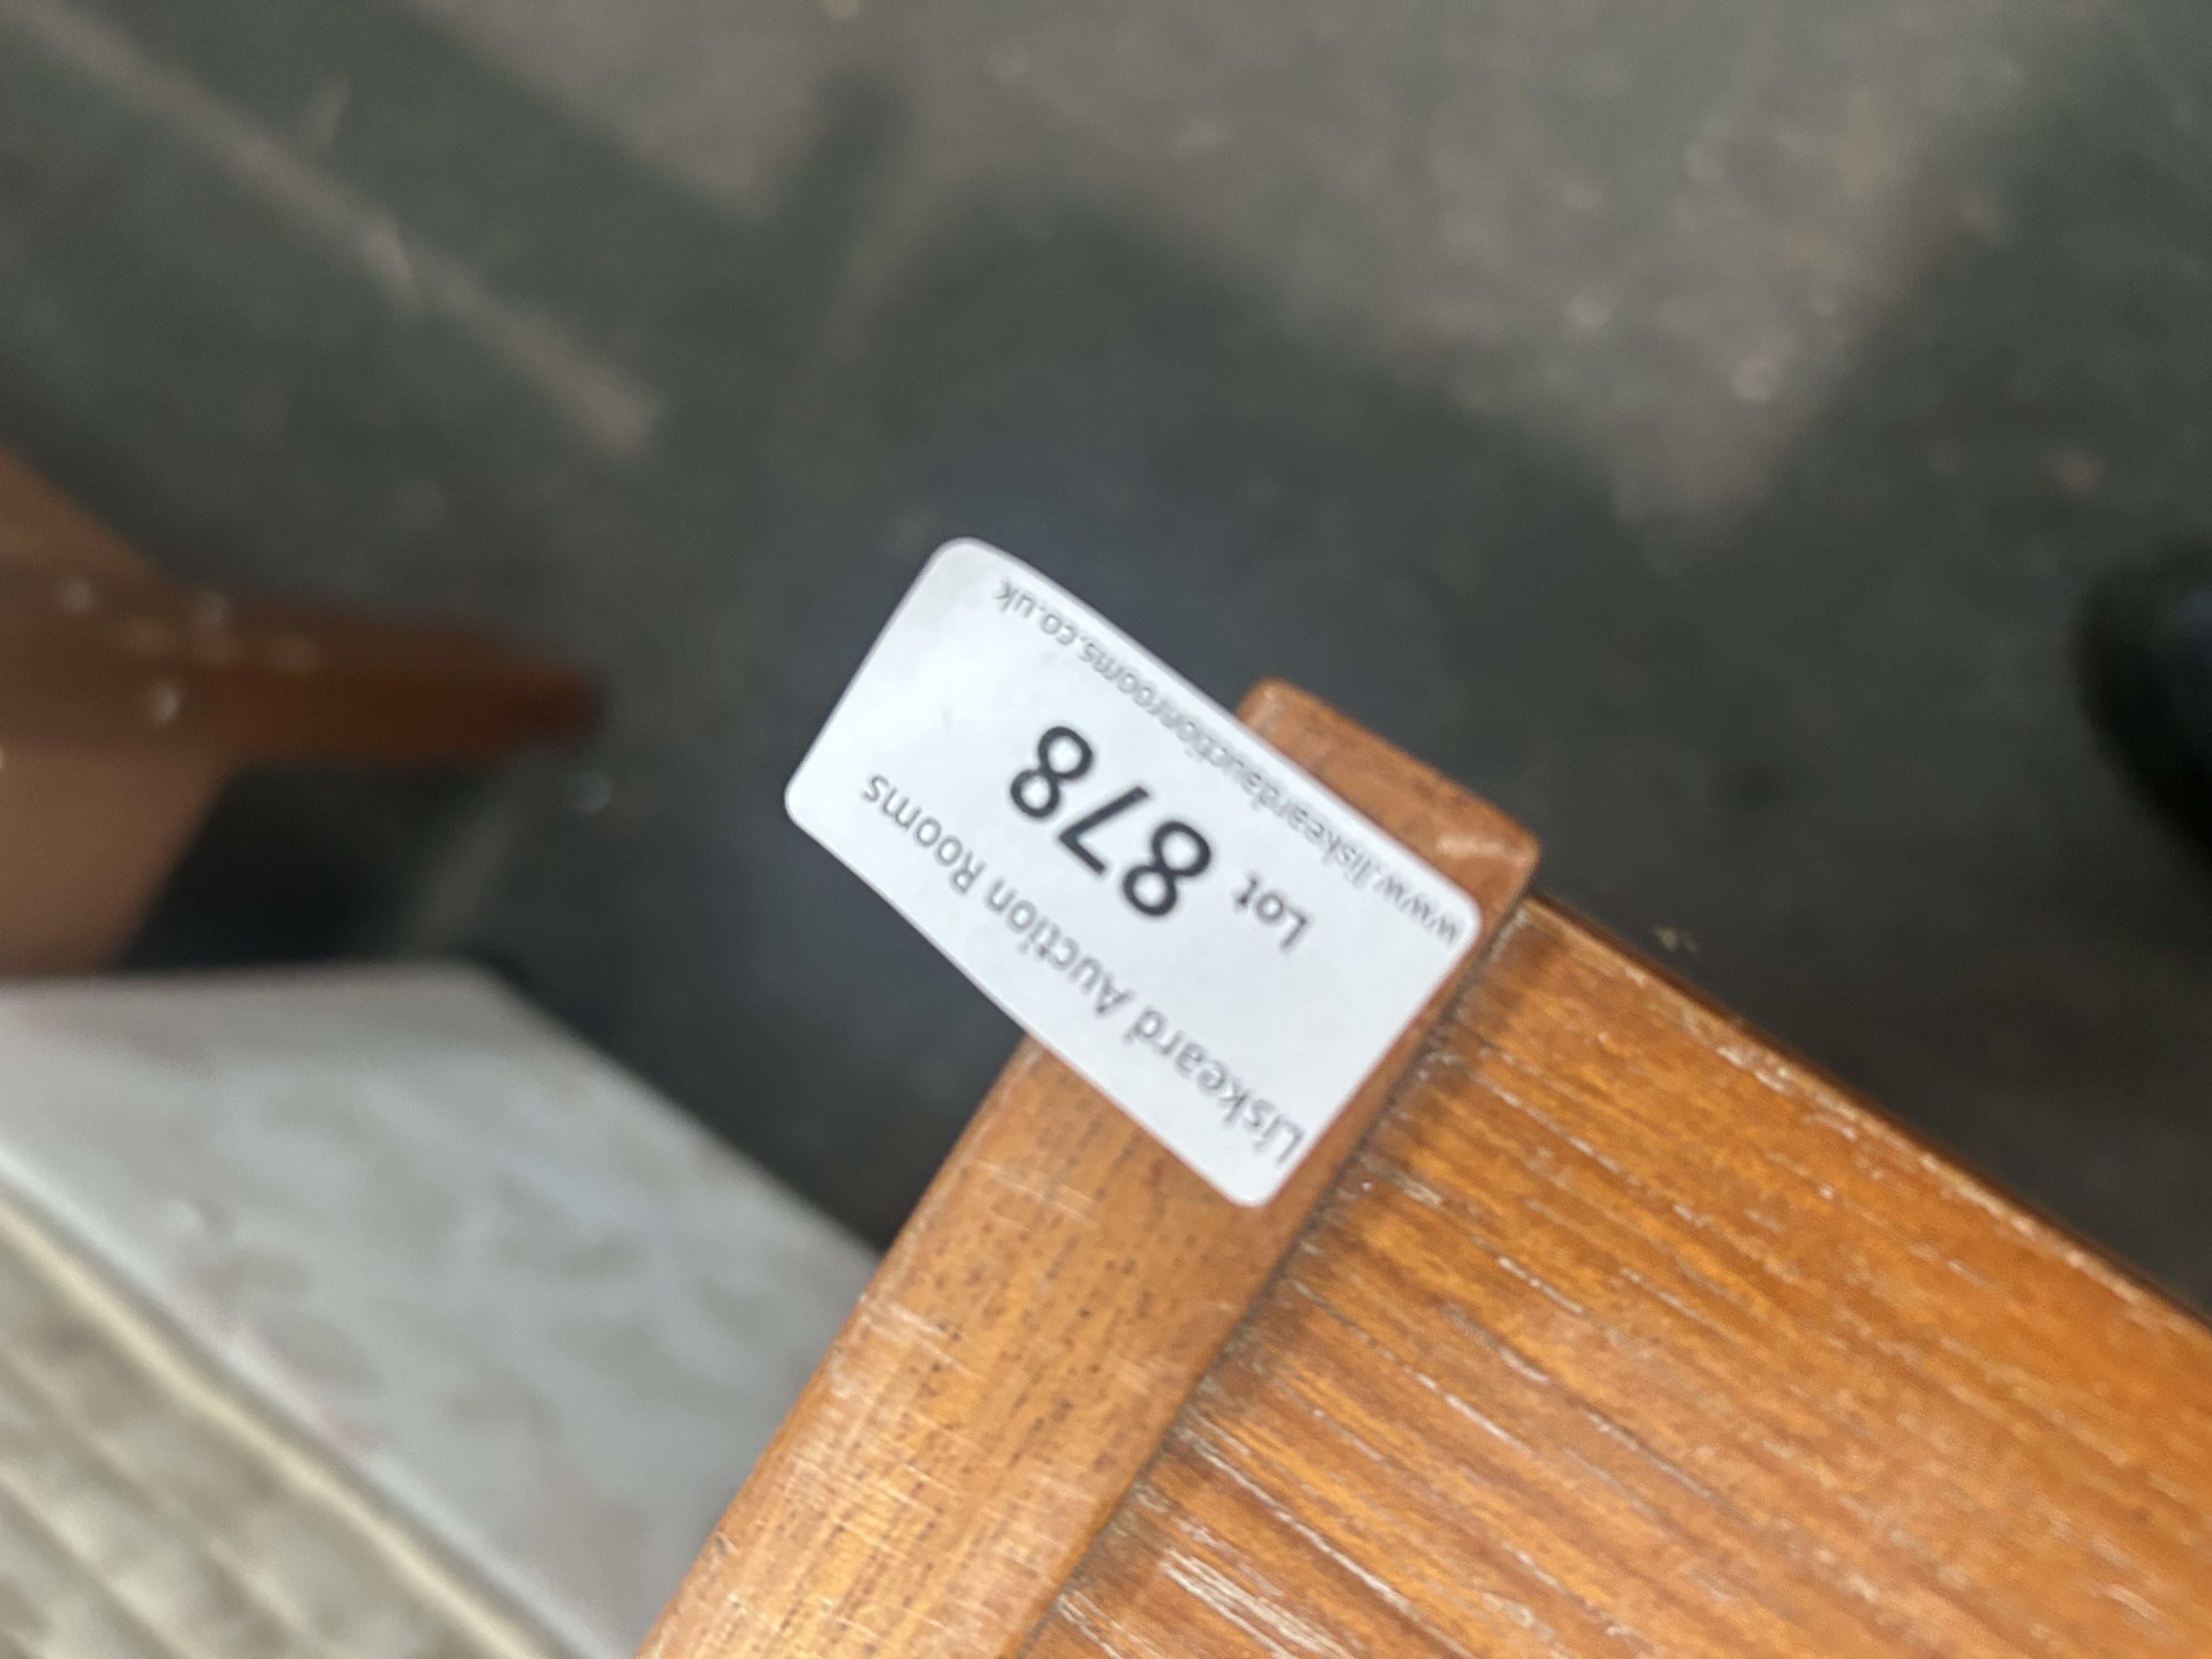 Liskeard Auction Rooms
Lot 878
www.liskeardauctionrooms.co.uk